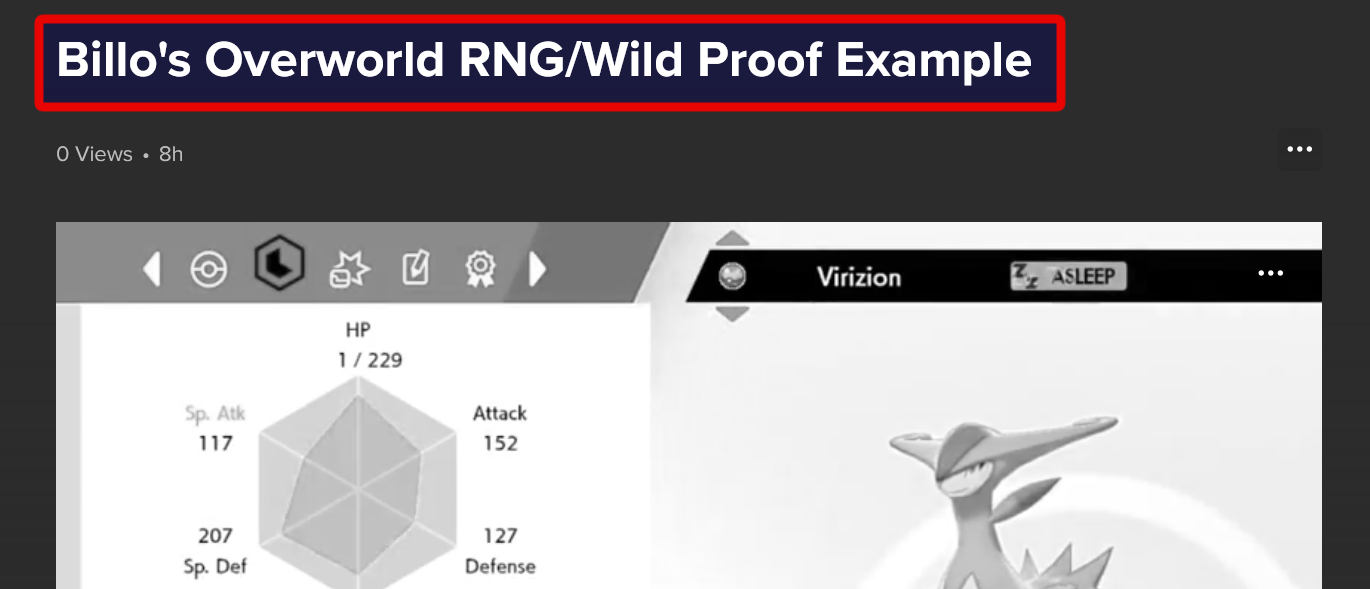 Billo's Overworld RNG/Wild Proof Example
0 Views • 8h
Virizion ASLEEP
HP
1 / 229
Sp. Atk Attack
117 152
207 127
Sp. Def Defense